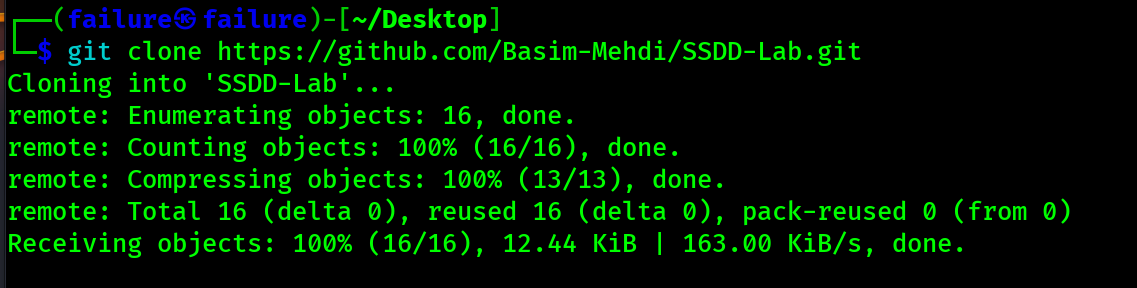 ┌──(failure㉿failure)-[~/Desktop]
└─$ git clone https://github.com/Basim-Mehdi/SSDD-Lab.git
Cloning into 'SSDD-Lab'...
remote: Enumerating objects: 16, done.
remote: Counting objects: 100% (16/16), done.
remote: Compressing objects: 100% (13/13), done.
remote: Total 16 (delta 0), reused 16 (delta 0), pack-reused 0 (from 0)
Receiving objects: 100% (16/16), 12.44 KiB | 163.00 KiB/s, done.